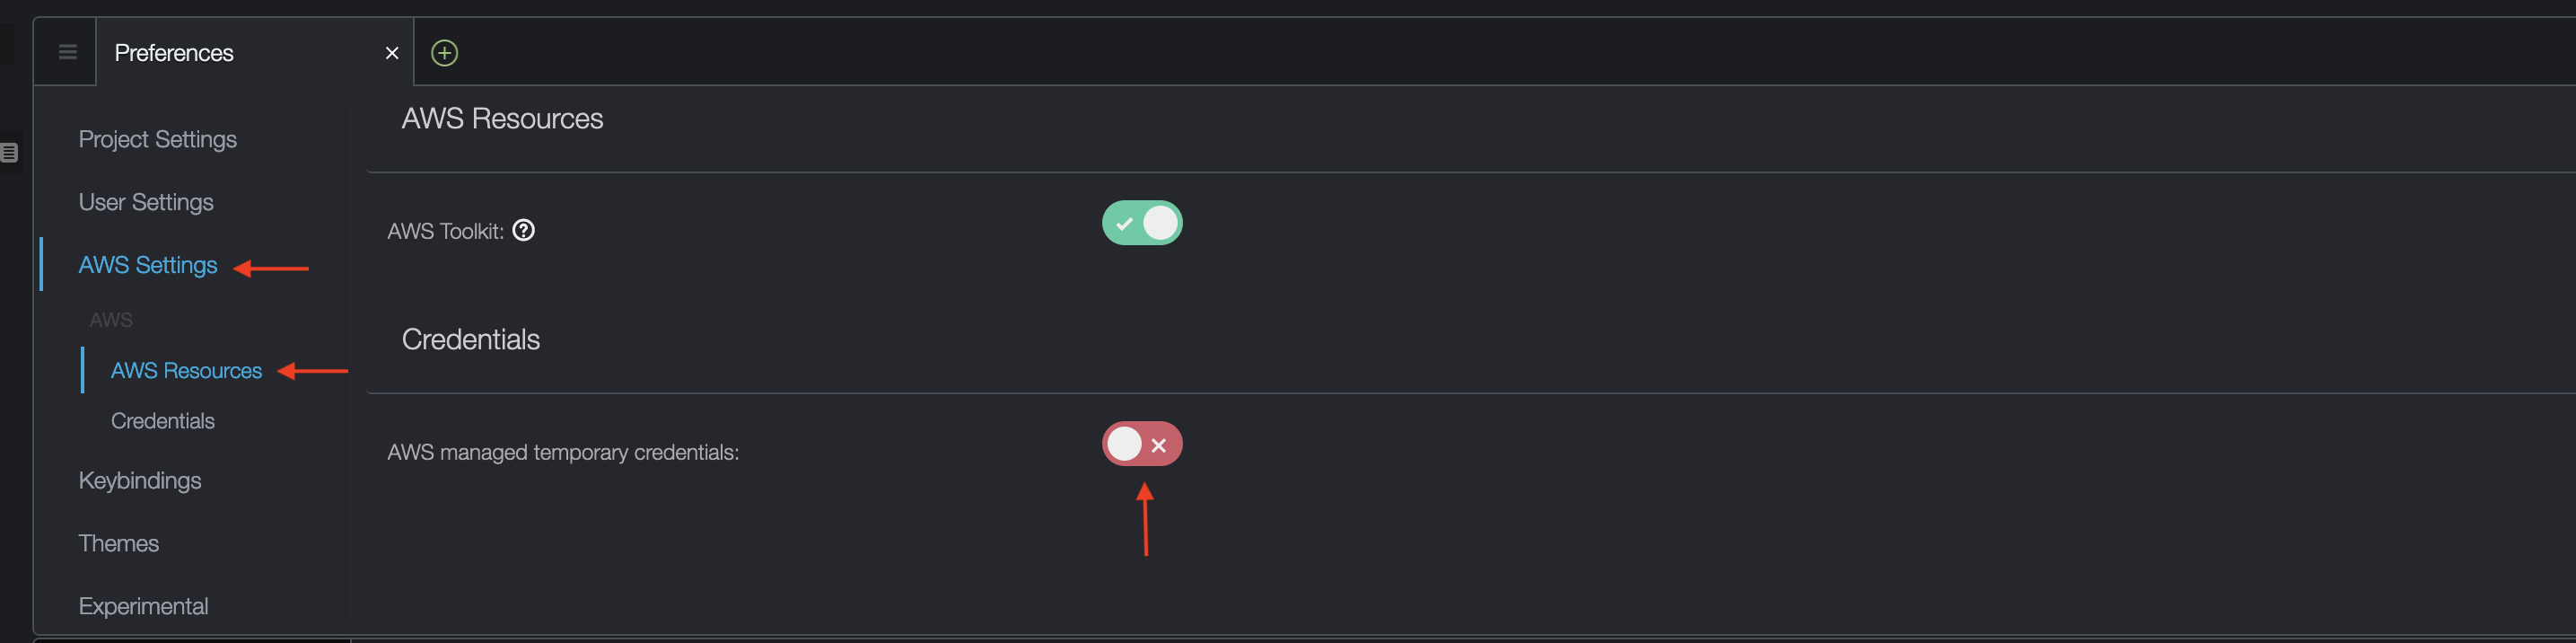 Preferences
Project Settings
User Settings
AWS Settings
AWS
AWS Resources
Credentials
Keybindings
Themes
Experimental
AWS Resources
AWS Toolkit:
Credentials
AWS managed temporary credentials: